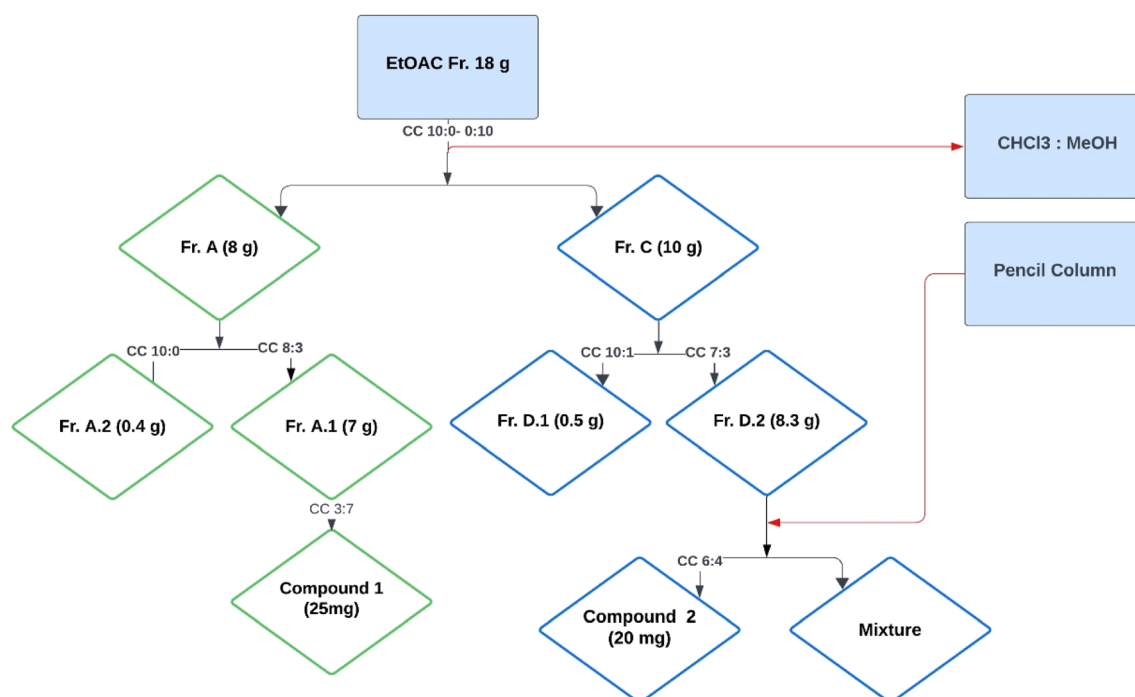 EtOAC Fr. 18 g
CC 10:0- 0:10
CHCl3 : MeOH
Fr. A (8 g)
Fr. C (10 g)
Pencil Column
CC 10:0
CC 8:3
CC 10:1
CC 7:3
Fr. A.2 (0.4 g)
Fr. A.1 (7 g)
Fr. D.1 (0.5 g)
Fr. D.2 (8.3 g)
CC 3:7
CC 6:4
Compound 1
(25mg)
Compound  2
(20 mg)
Mixture